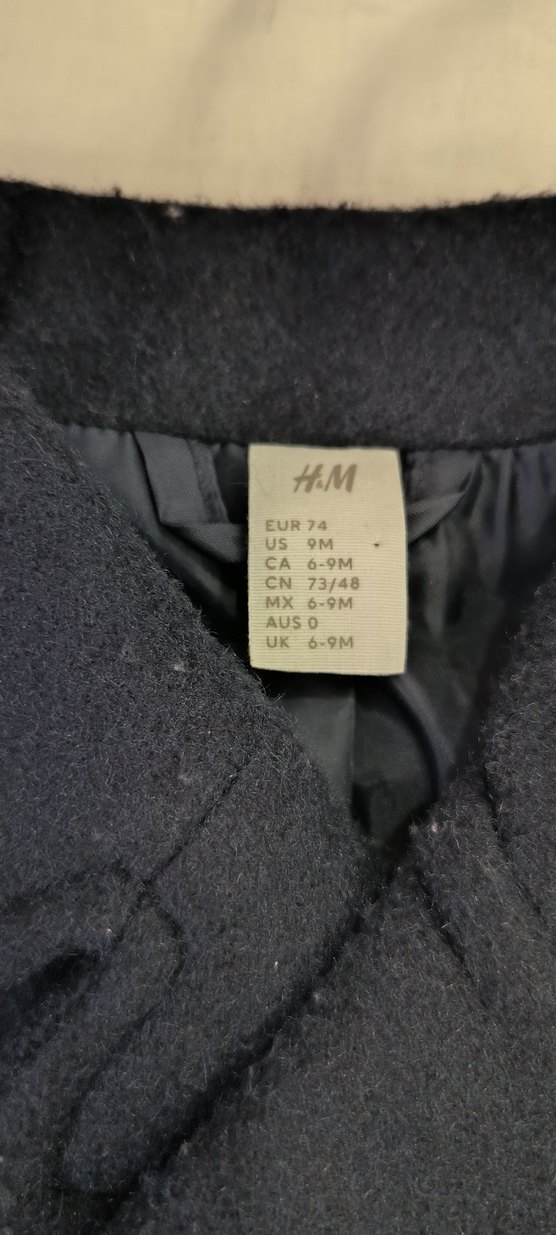 H&M
EUR 74
US 9M
CA 6-9M
CN 73/48
MX 6-9M
AUS 0
UK 6-9M